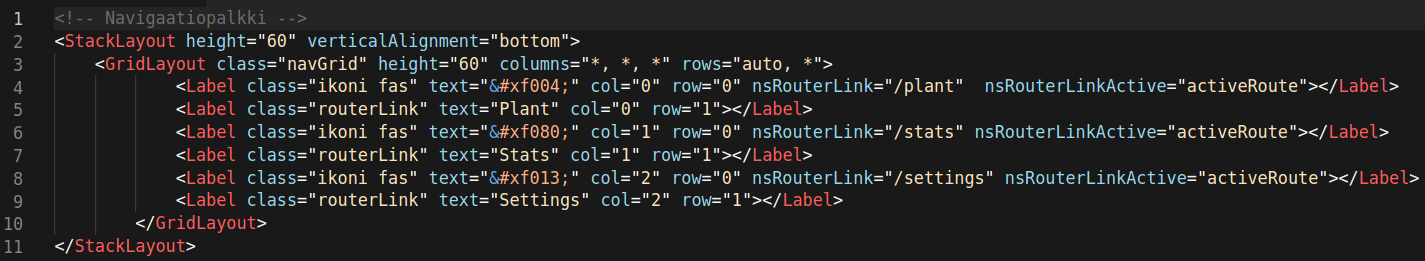 1 <!-- Navigaatiopalkki -->
2 <StackLayout height="60" verticalAlignment="bottom">
3     <GridLayout class="navGrid" height="60" columns="*, *, *" rows="auto, *">
4             <Label class="ikoni fas" text="&#xf004;" col="0" row="0" nsRouterLink="/plant"  nsRouterLinkActive="activeRoute"></Label>
5             <Label class="routerLink" text="Plant" col="0" row="1"></Label>
6             <Label class="ikoni fas" text="&#xf080;" col="1" row="0" nsRouterLink="/stats" nsRouterLinkActive="activeRoute"></Label>
7             <Label class="routerLink" text="Stats" col="1" row="1"></Label>
8             <Label class="ikoni fas" text="&#xf013;" col="2" row="0" nsRouterLink="/settings" nsRouterLinkActive="activeRoute"></Label>
9             <Label class="routerLink" text="Settings" col="2" row="1"></Label>
10         </GridLayout>
11 </StackLayout>